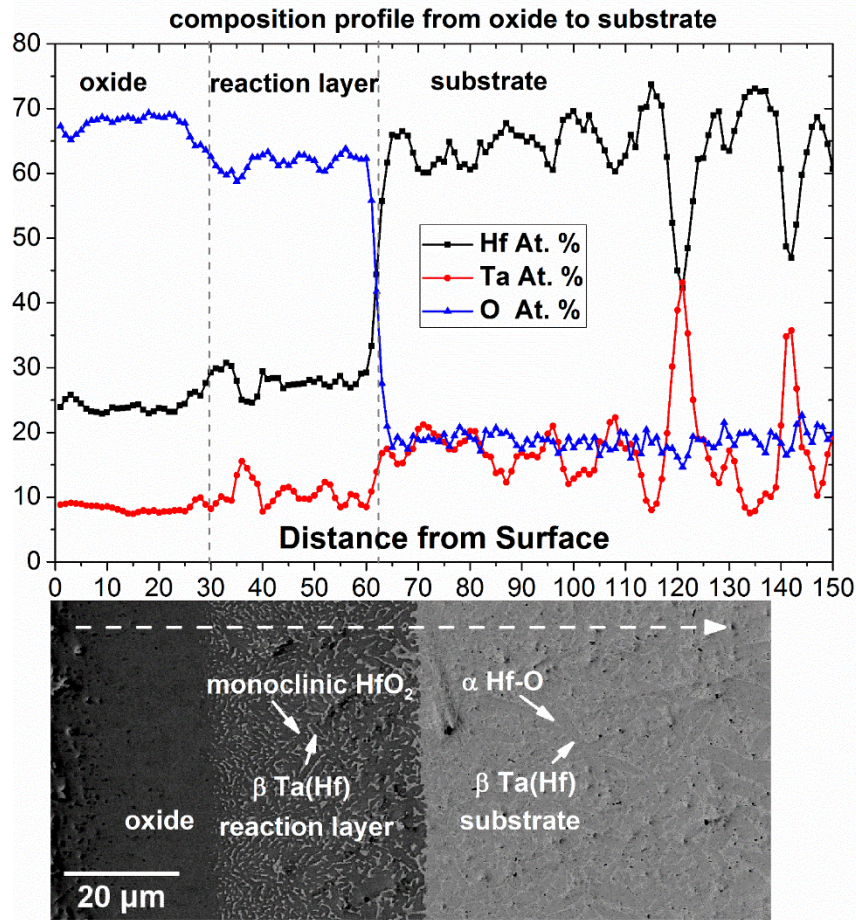 composition profile from oxide to substrate
80
70
60
50
40
30
20
10
0
oxide
reaction layer
substrate
Hf At. %
Ta At. %
O At. %
Distance from Surface
0 10 20 30 40 50 60 70 80 90 100 110 120 130 140 150
monoclinic HfO₂
α Hf-O
β Ta(Hf)
β Ta(Hf)
oxide
reaction layer
substrate
20 μm